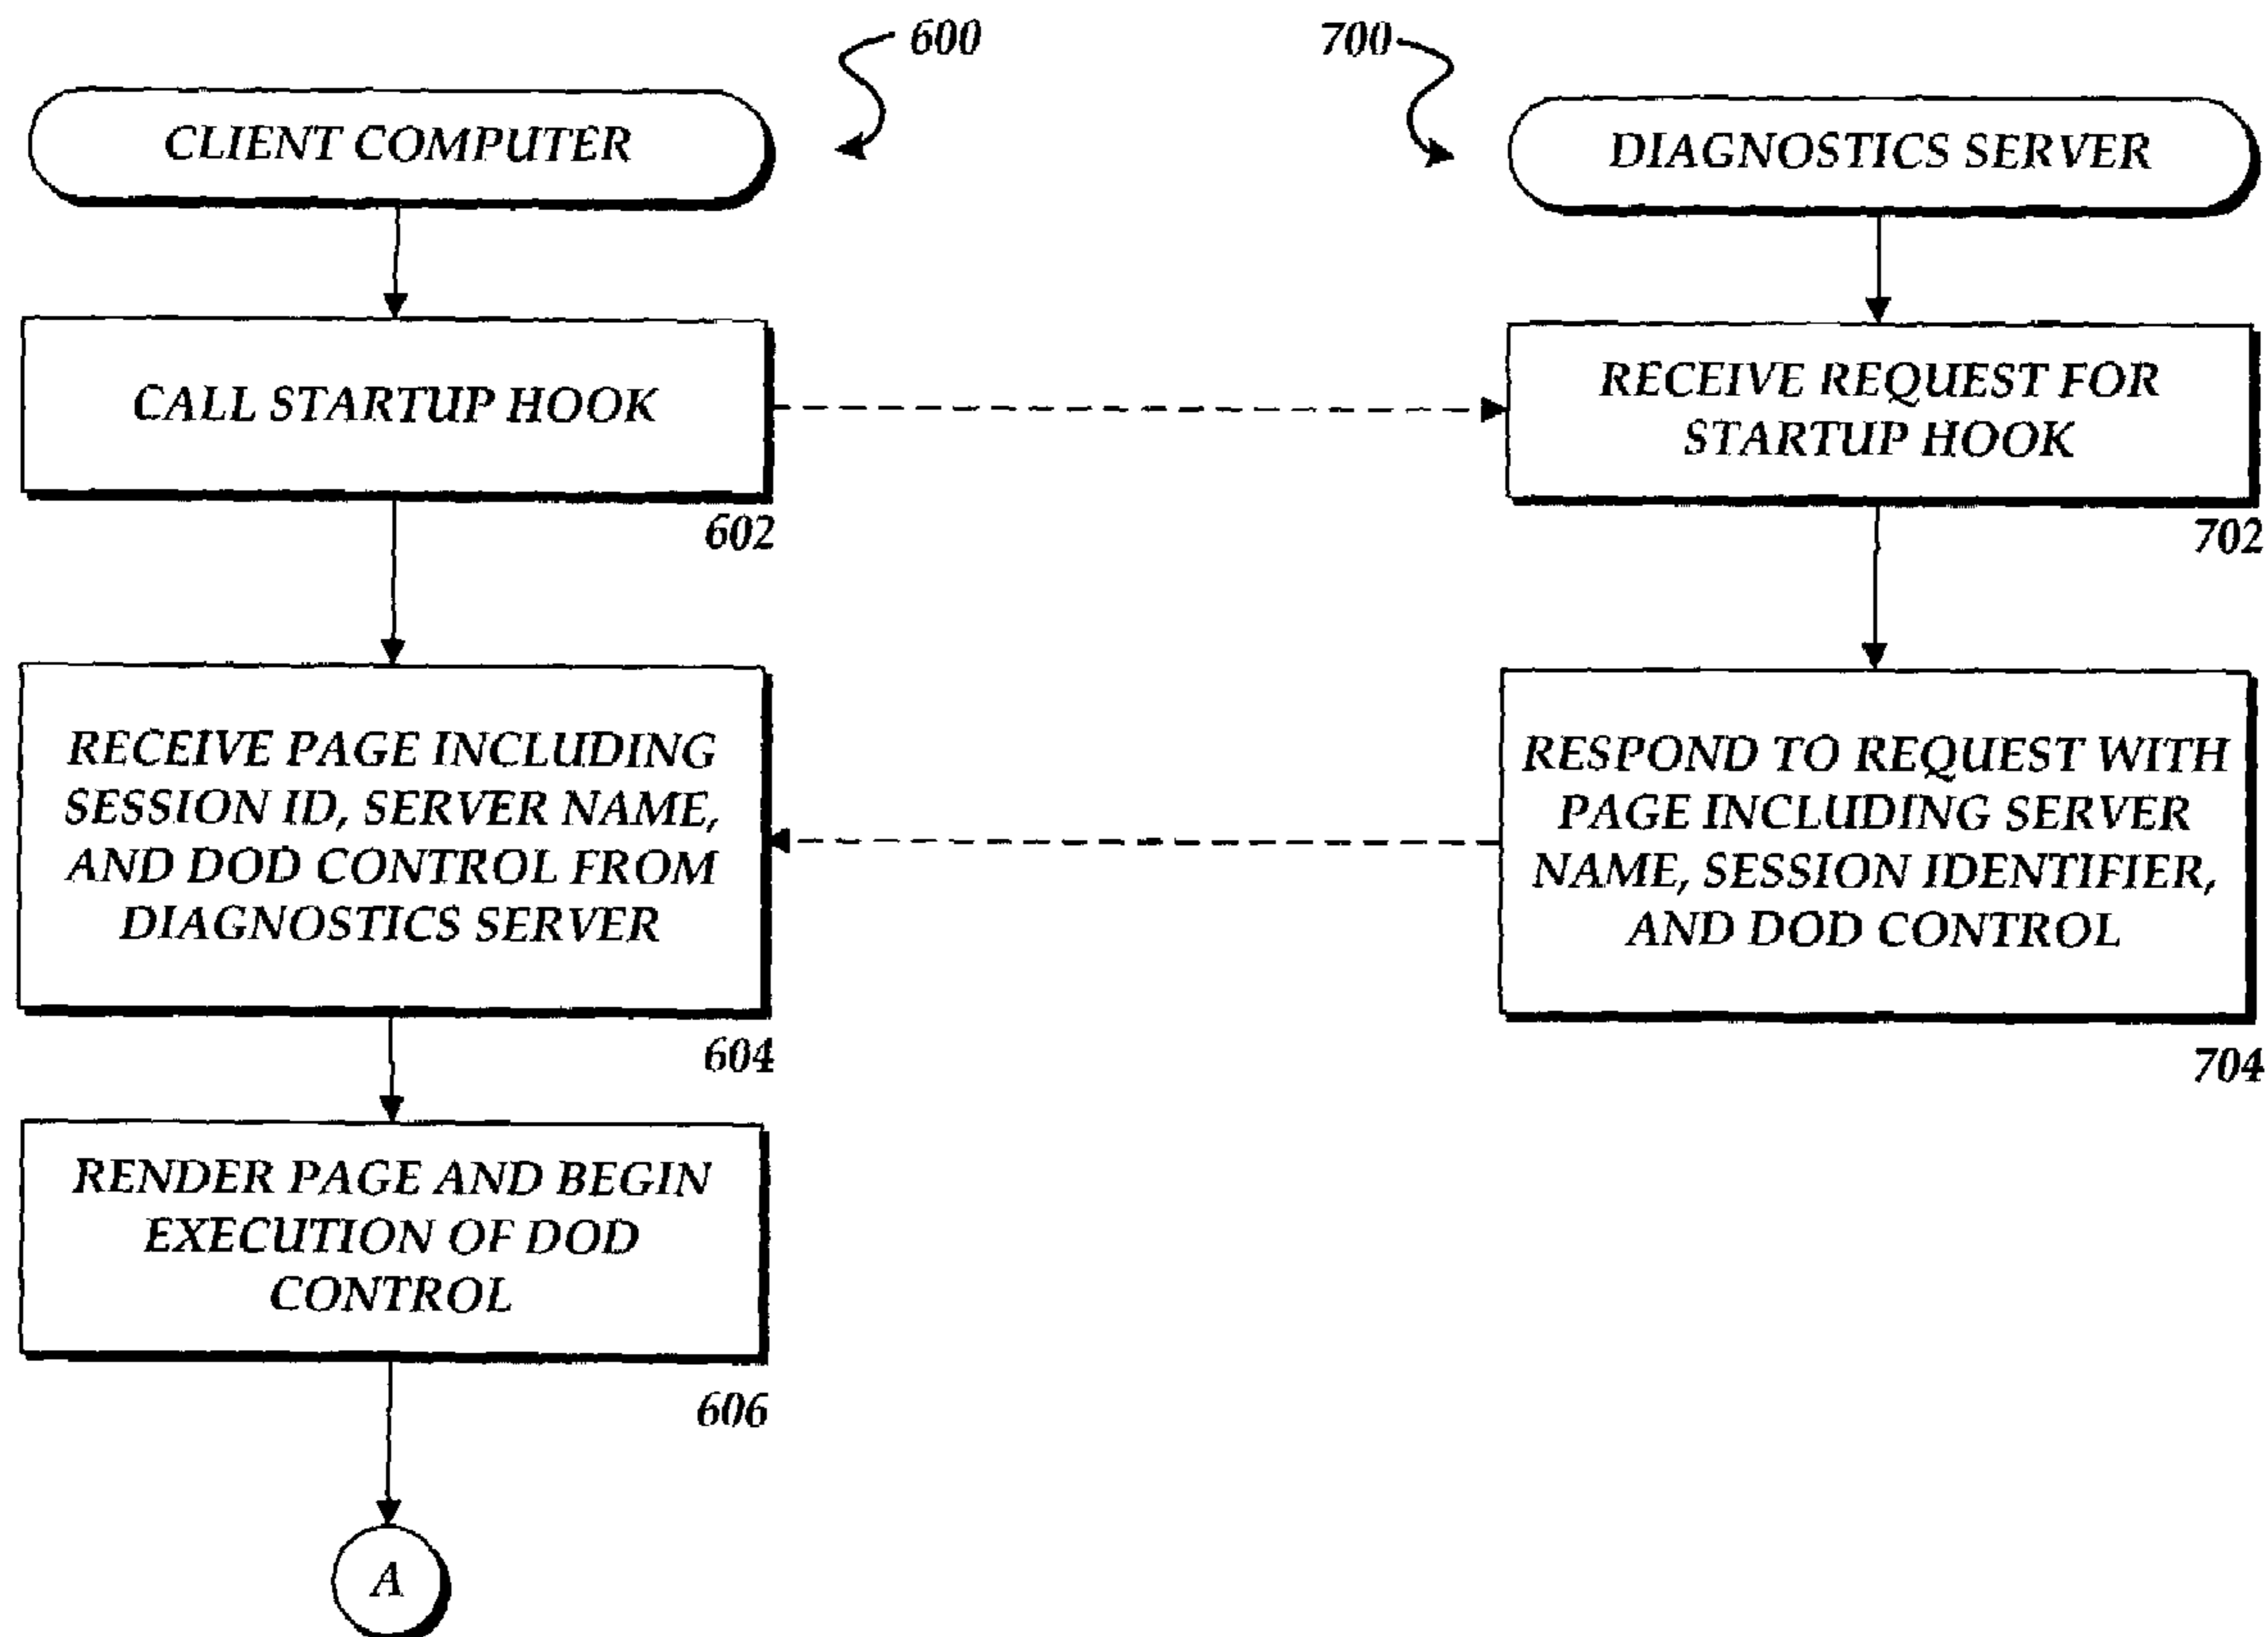 600
700
CLIENT COMPUTER
DIAGNOSTICS SERVER
CALL STARTUP HOOK
602
RECEIVE REQUEST FOR
STARTUP HOOK
702
RECEIVE PAGE INCLUDING
SESSION ID, SERVER NAME,
AND DOD CONTROL FROM
DIAGNOSTICS SERVER
604
RESPOND TO REQUEST WITH
PAGE INCLUDING SERVER
NAME, SESSION IDENTIFIER,
AND DOD CONTROL
704
RENDER PAGE AND BEGIN
EXECUTION OF DOD
CONTROL
606
A